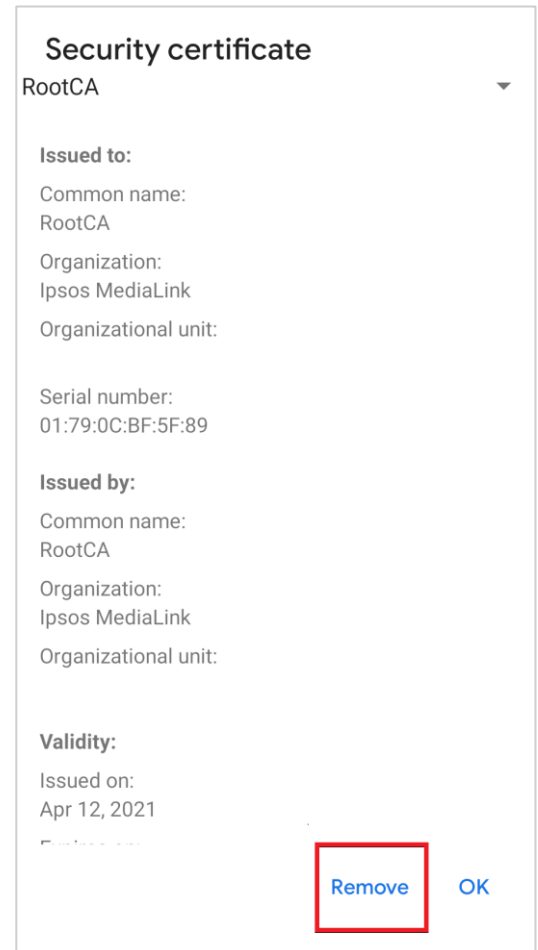 Security certificate
RootCA
Issued to:
Common name:
RootCA
Organization:
Ipsos MediaLink
Organizational unit:
Serial number:
01:79:0C:BF:5F:89
Issued by:
Common name:
RootCA
Organization:
Ipsos MediaLink
Organizational unit:
Validity:
Issued on:
Apr 12, 2021
Remove OK